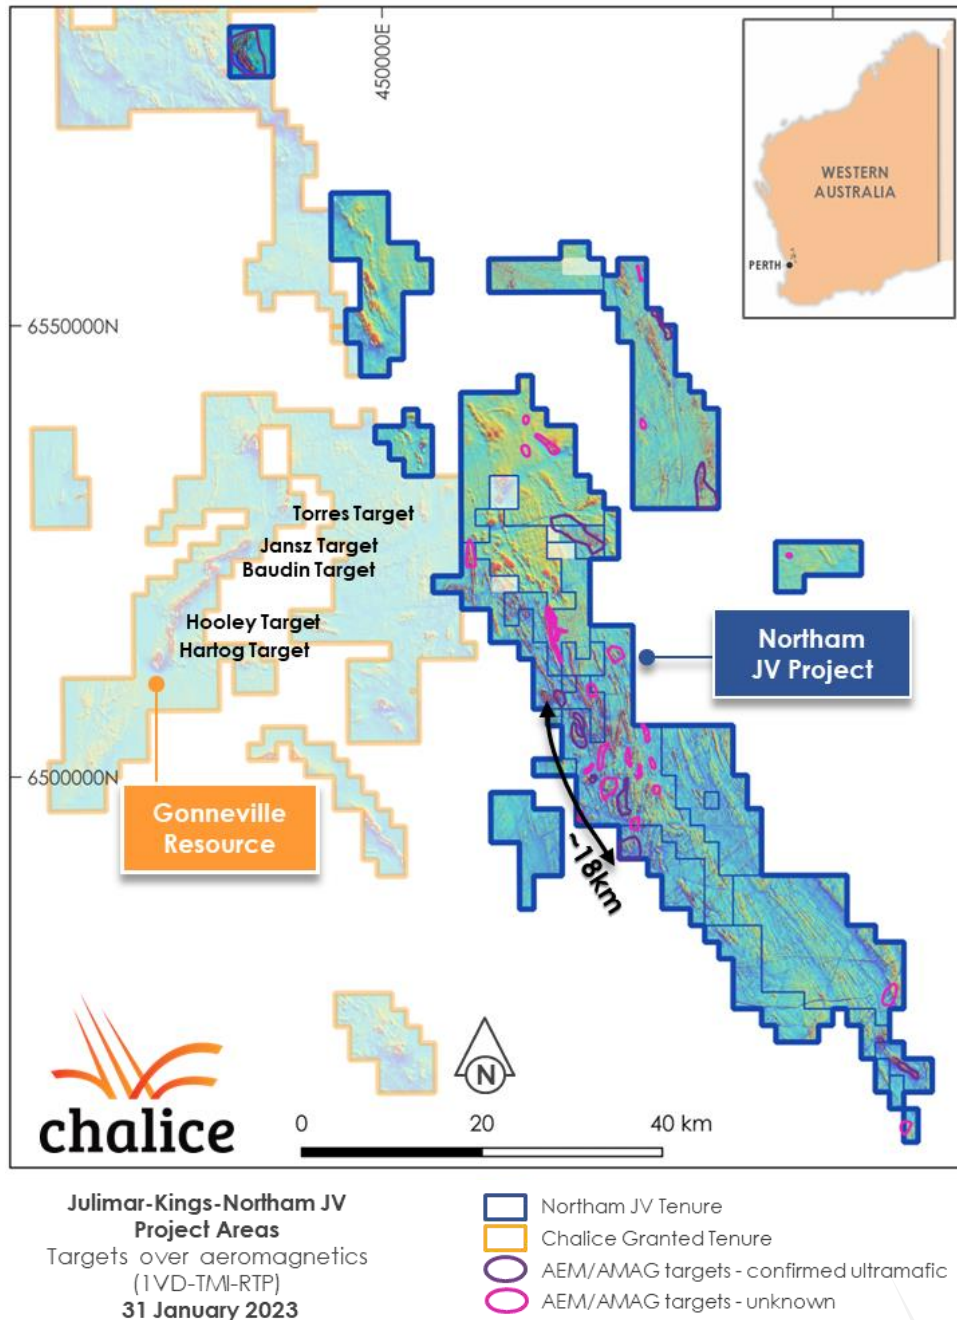 450000E
WESTERN
AUSTRALIA
PERTH
6550000N
Torres Target
Jansz Target
Baudin Target
Hooley Target
Hartog Target
Northam
JV Project
6500000N
Gonneville
Resource
~18km
N
chalice
0 20 40 km
Julimar-Kings-Northam JV
Project Areas
Targets over aeromagnetics
(1VD-TMI-RTP)
31 January 2023
Northam JV Tenure
Chalice Granted Tenure
AEM/AMAG targets - confirmed ultramafic
AEM/AMAG targets - unknown